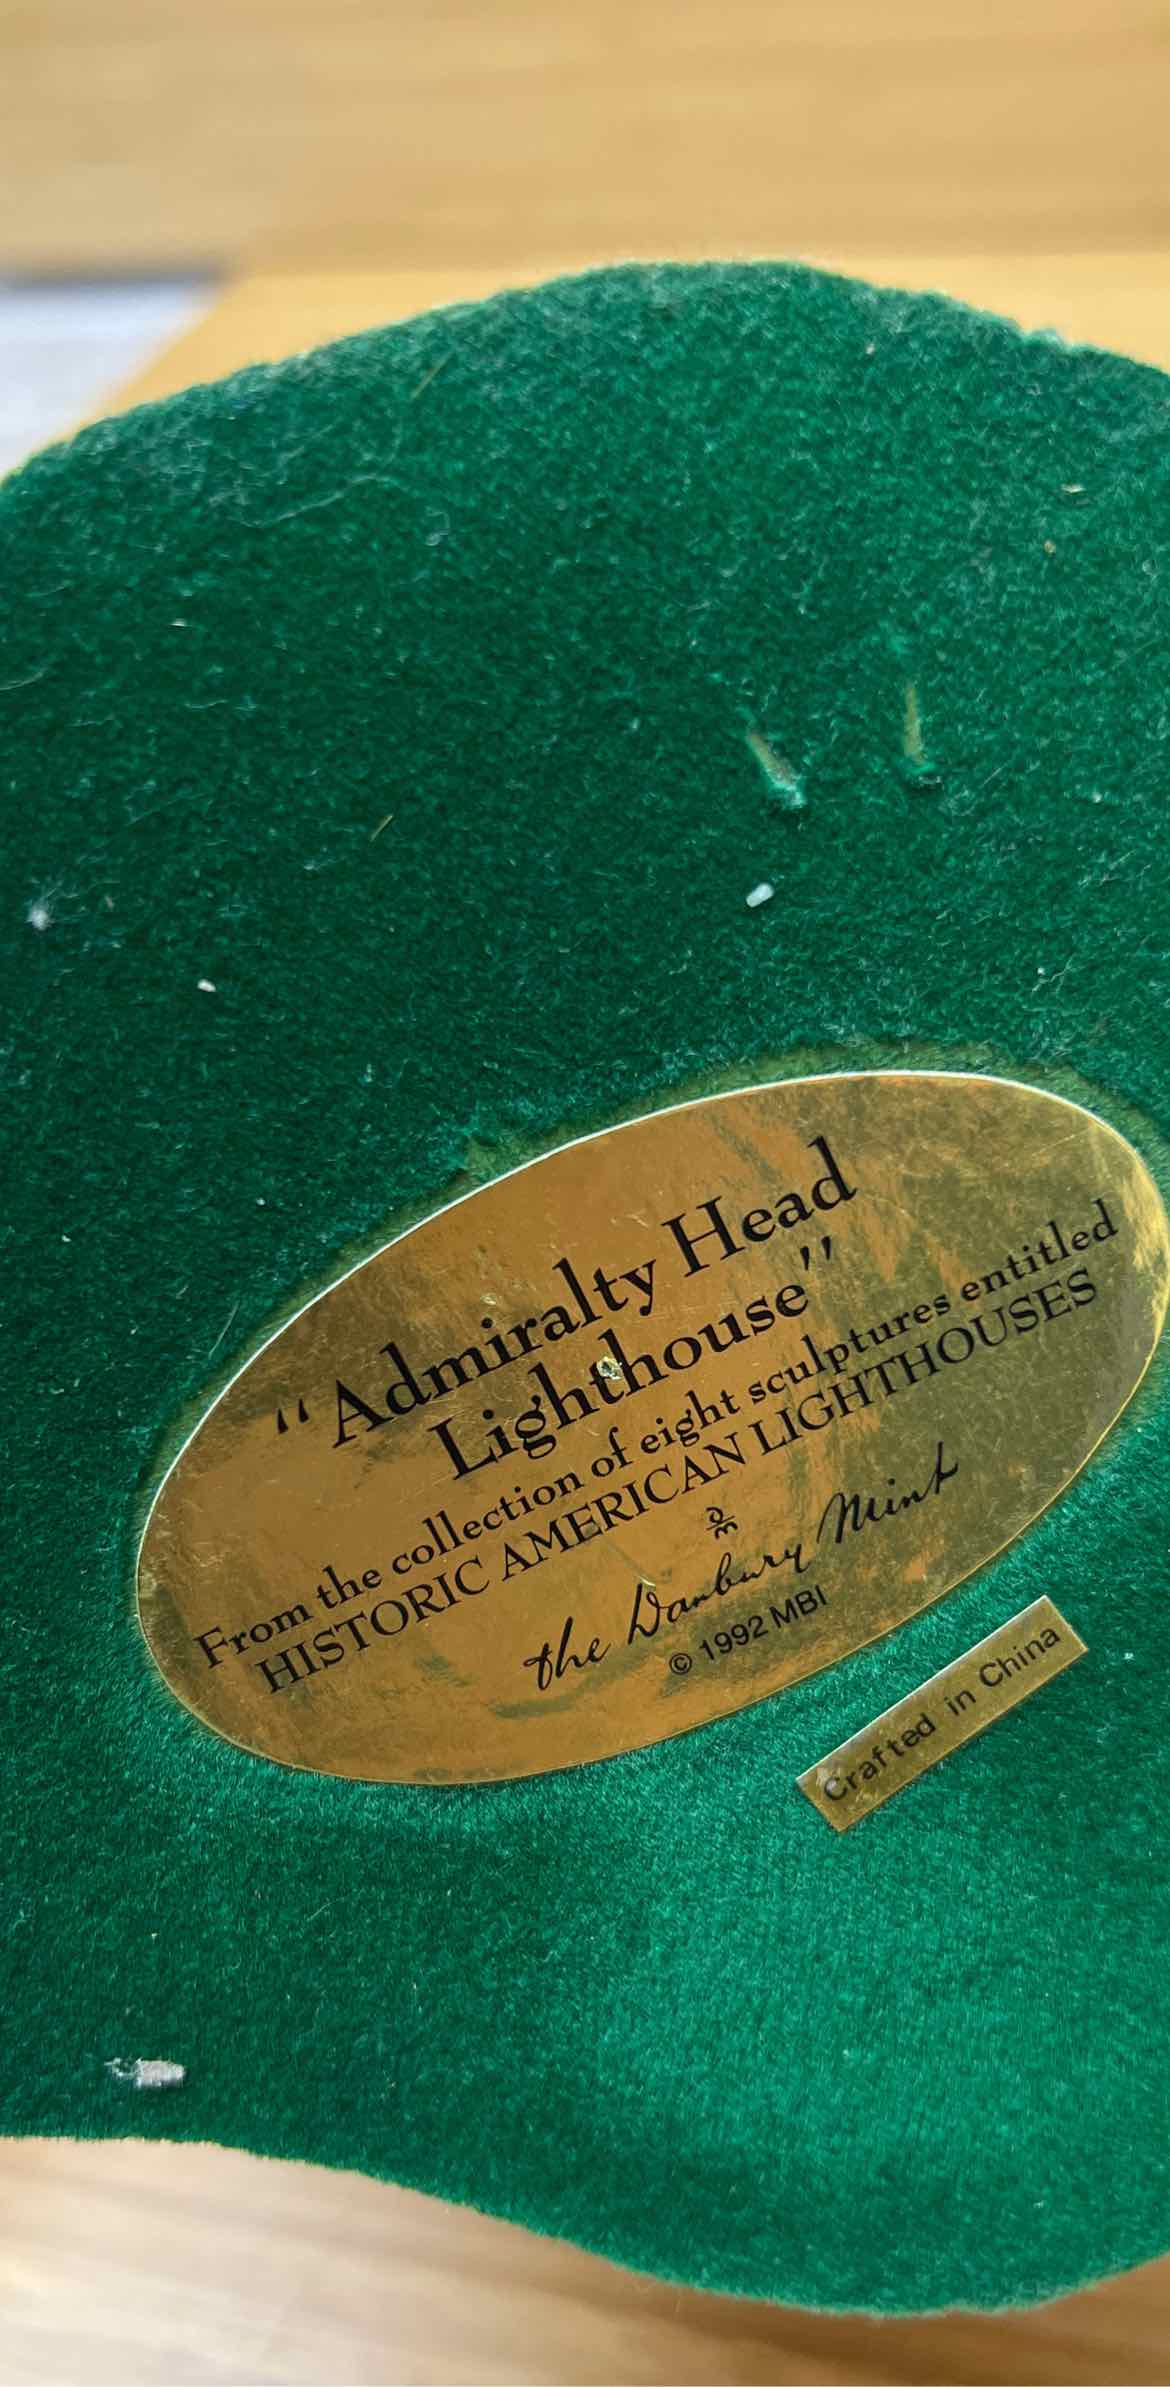 “Admiralty Head
Lighthouse”
From the collection of eight sculptures entitled
HISTORIC AMERICAN LIGHTHOUSES
the Danbury Mint
© 1992 MBI
Crafted in China